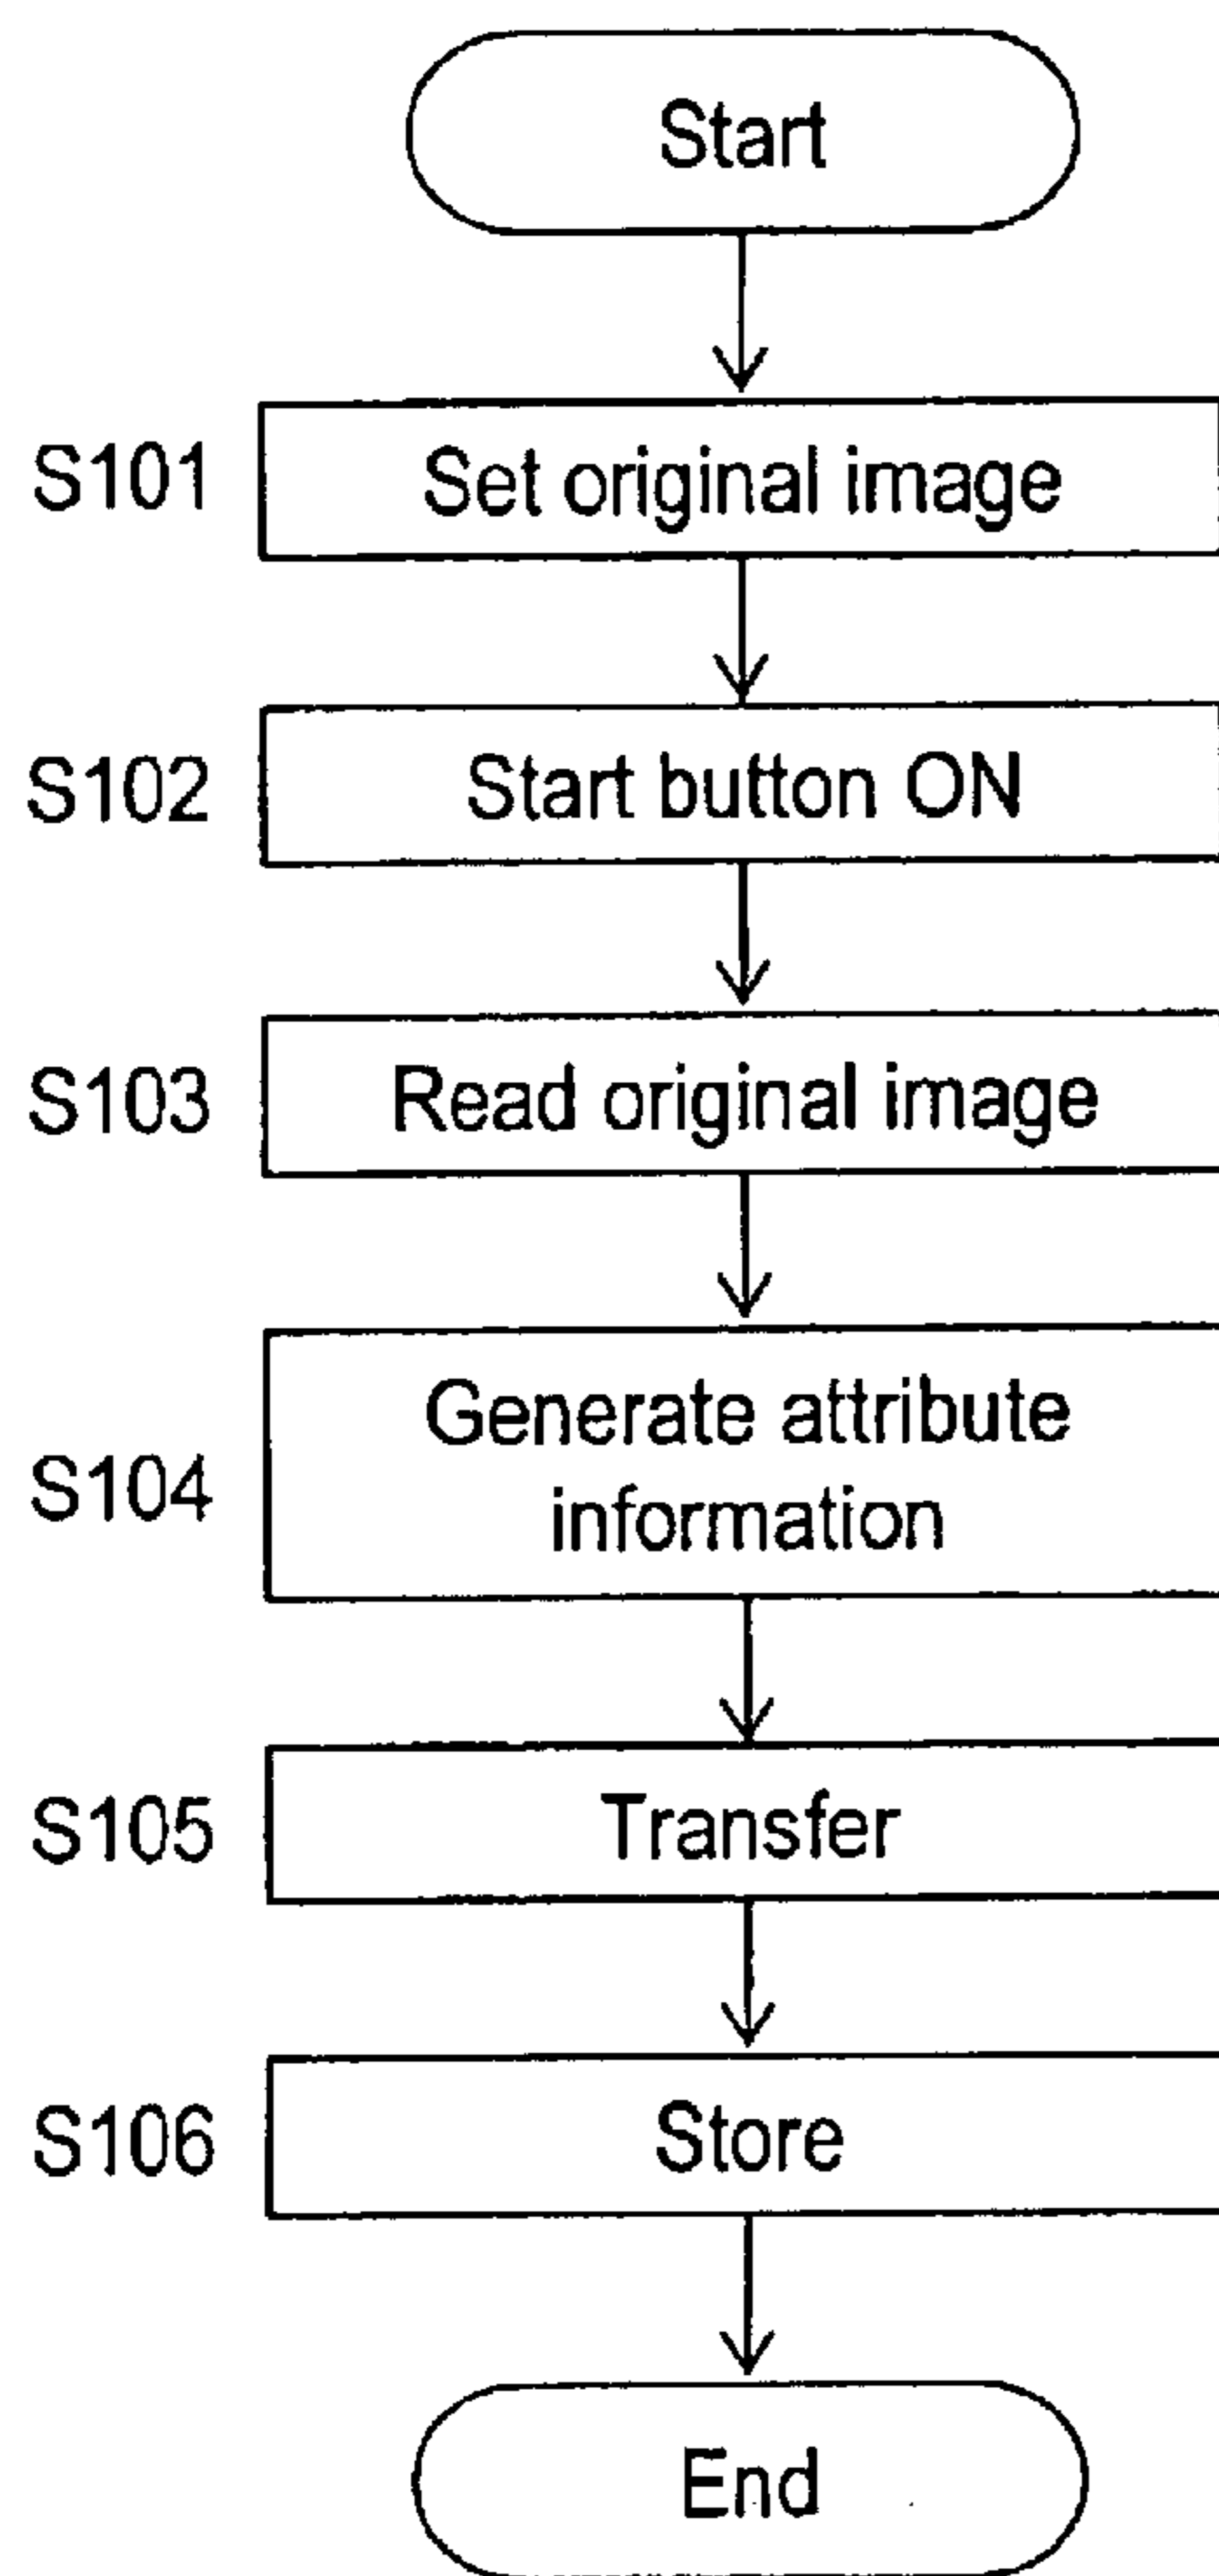 Start
S101 Set original image
S102 Start button ON
S103 Read original image
Generate attribute
S104
information
S105 Transfer
S106 Store
End